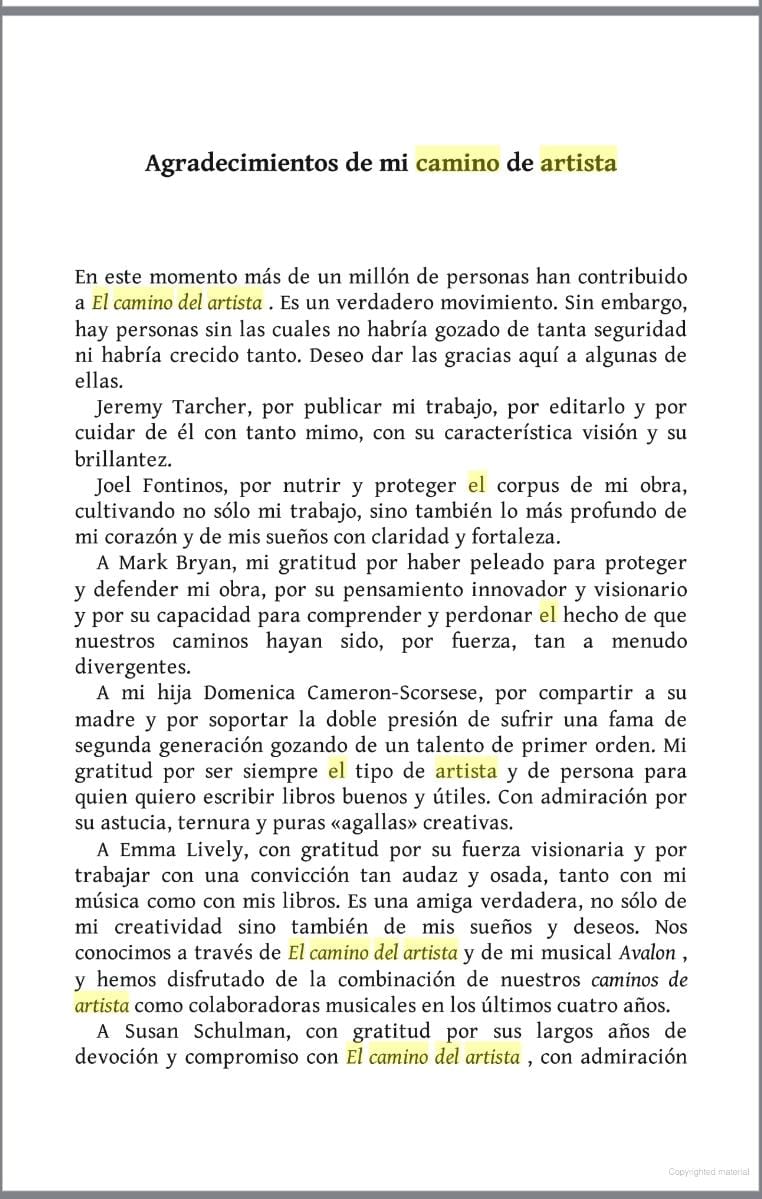 Agradecimientos de mi camino de artista
En este momento más de un millón de personas han contribuido
a El camino del artista . Es un verdadero movimiento. Sin embargo,
hay personas sin las cuales no habría gozado de tanta seguridad
ni habría crecido tanto. Deseo dar las gracias aquí a algunas de
ellas.
Jeremy Tarcher, por publicar mi trabajo, por editarlo y por
cuidar de él con tanto mimo, con su característica visión y su
brillantez.
Joel Fontinos, por nutrir y proteger el corpus de mi obra,
cultivando no sólo mi trabajo, sino también lo más profundo de
mi corazón y de mis sueños con claridad y fortaleza.
A Mark Bryan, mi gratitud por haber peleado para proteger
y defender mi obra, por su pensamiento innovador y visionario
y por su capacidad para comprender y perdonar el hecho de que
nuestros caminos hayan sido, por fuerza, tan a menudo
divergentes.
A mi hija Domenica Cameron-Scorsese, por compartir a su
madre y por soportar la doble presión de sufrir una fama de
segunda generación gozando de un talento de primer orden. Mi
gratitud por ser siempre el tipo de artista y de persona para
quien quiero escribir libros buenos y útiles. Con admiración por
su astucia, ternura y puras «agallas» creativas.
A Emma Lively, con gratitud por su fuerza visionaria y por
trabajar con una convicción tan audaz y osada, tanto con mi
música como con mis libros. Es una amiga verdadera, no sólo de
mi creatividad sino también de mis sueños y deseos. Nos
conocimos a través de El camino del artista y de mi musical Avalon ,
y hemos disfrutado de la combinación de nuestros caminos de
artista como colaboradoras musicales en los últimos cuatro años.
A Susan Schulman, con gratitud por sus largos años de
devoción y compromiso con El camino del artista , con admiración
Copyrighted material